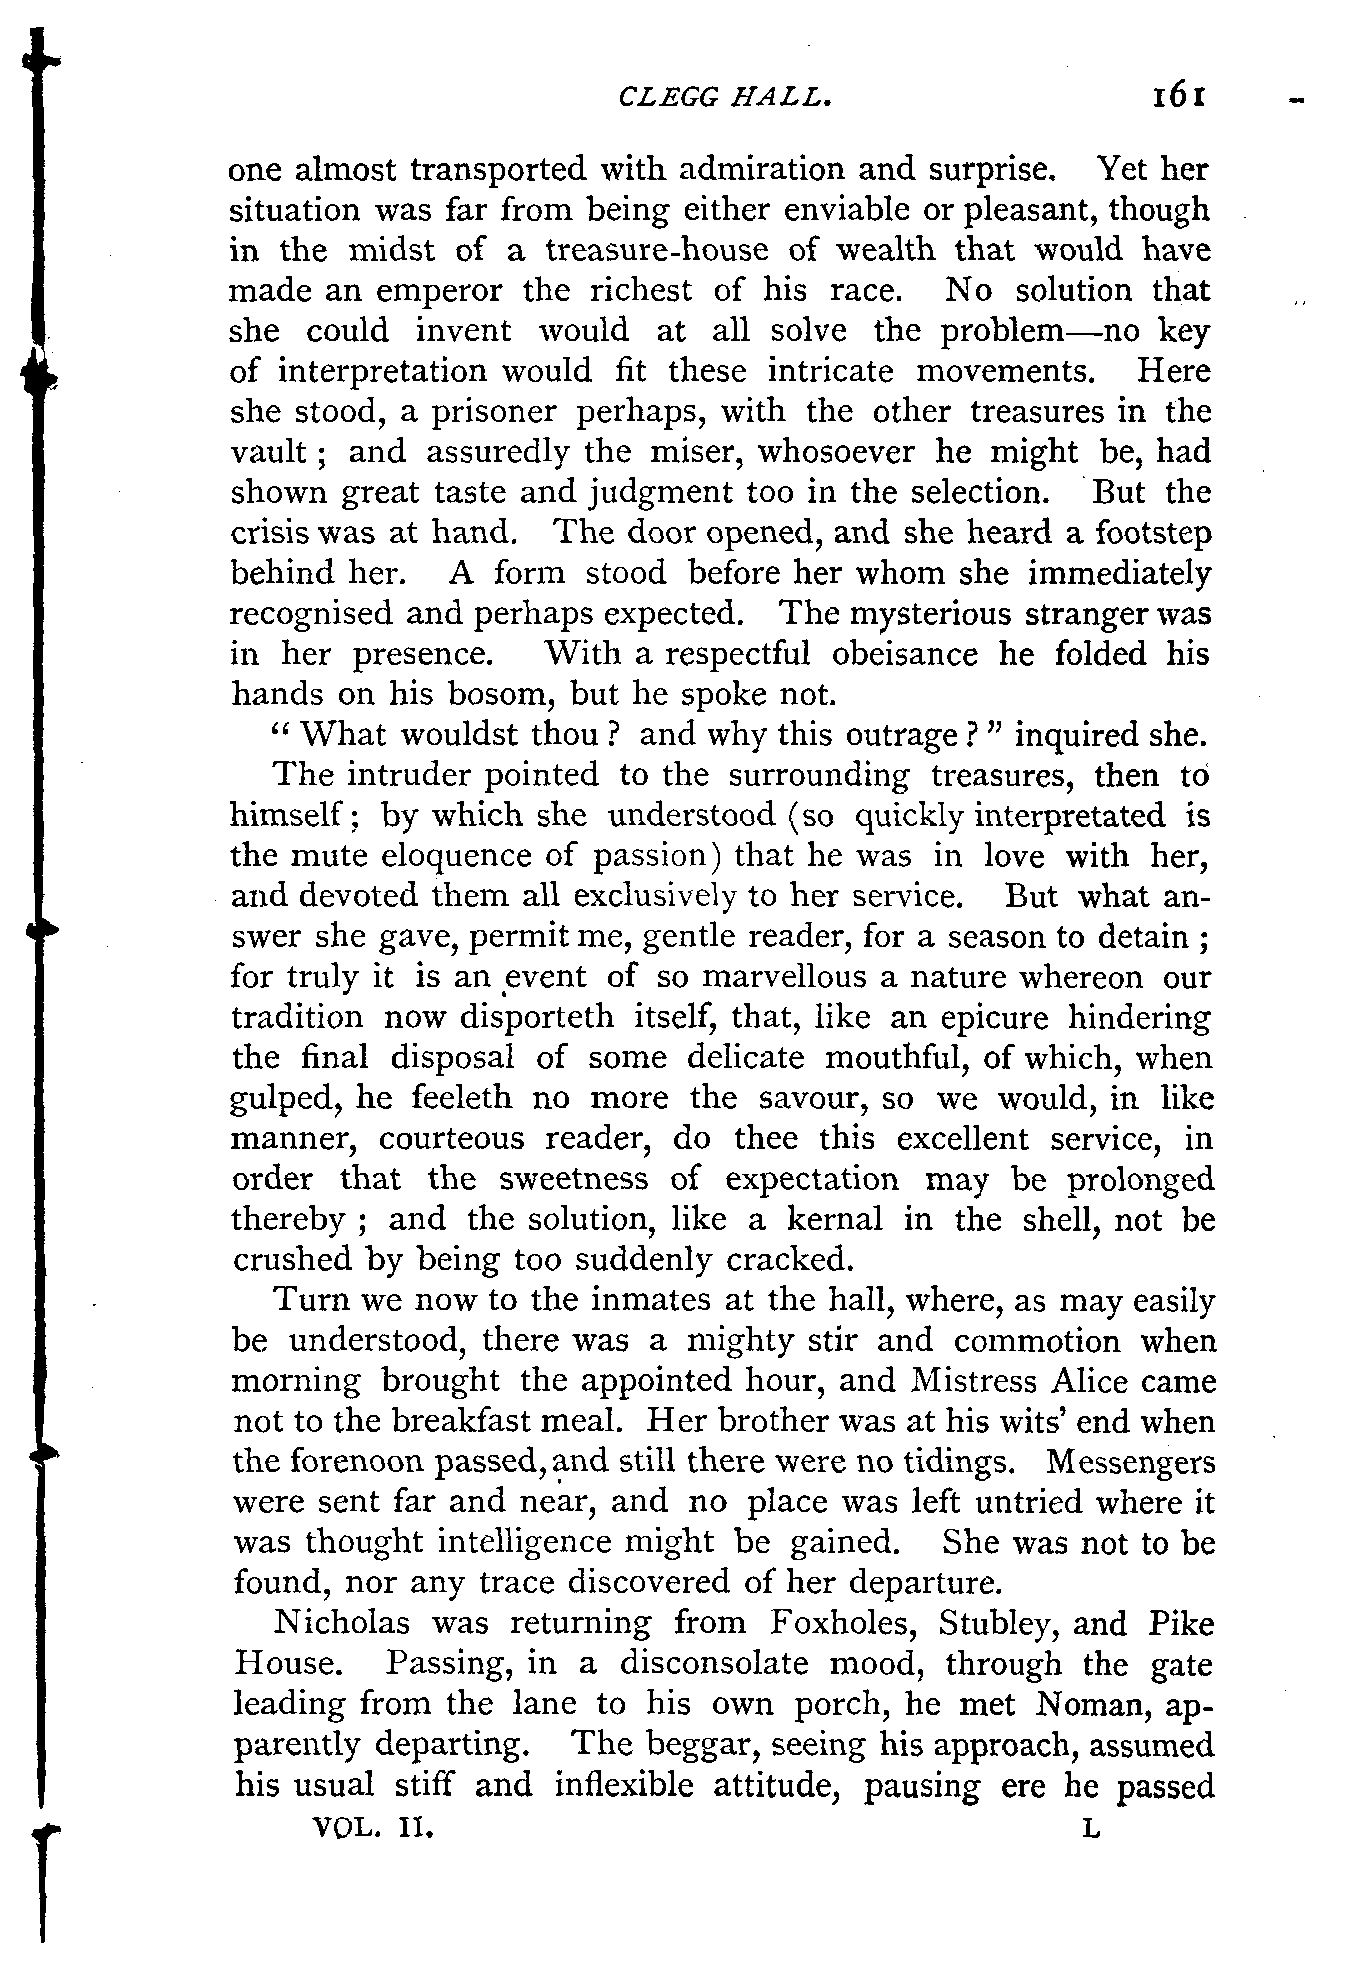 CLEGG HALL. 161
one almost transported with admiration and surprise. Yet her
situation was far from being either enviable or pleasant, though
in the midst of a treasure-house of wealth that would have
made an emperor the richest of his race. No solution that
she could invent would at all solve the problem—no key
of interpretation would fit these intricate movements. Here
she stood, a prisoner perhaps, with the other treasures in the
vault ; and assuredly the miser, whosoever he might be, had
shown great taste and judgment too in the selection. But the
crisis was at hand. The door opened, and she heard a footstep
behind her. A form stood before her whom she immediately
recognised and perhaps expected. The mysterious stranger was
in her presence. With a respectful obeisance he folded his
hands on his bosom, but he spoke not.
“ What wouldst thou ? and why this outrage ? ” inquired she.
The intruder pointed to the surrounding treasures, then to
himself ; by which she understood (so quickly interpretated is
the mute eloquence of passion) that he was in love with her,
and devoted them all exclusively to her service. But what an-
swer she gave, permit me, gentle reader, for a season to detain ;
for truly it is an event of so marvellous a nature whereon our
tradition now disporteth itself, that, like an epicure hindering
the final disposal of some delicate mouthful, of which, when
gulped, he feeleth no more the savour, so we would, in like
manner, courteous reader, do thee this excellent service, in
order that the sweetness of expectation may be prolonged
thereby ; and the solution, like a kernal in the shell, not be
crushed by being too suddenly cracked.
Turn we now to the inmates at the hall, where, as may easily
be understood, there was a mighty stir and commotion when
morning brought the appointed hour, and Mistress Alice came
not to the breakfast meal. Her brother was at his wits’ end when
the forenoon passed, and still there were no tidings. Messengers
were sent far and near, and no place was left untried where it
was thought intelligence might be gained. She was not to be
found, nor any trace discovered of her departure.
Nicholas was returning from Foxholes, Stubley, and Pike
House. Passing, in a disconsolate mood, through the gate
leading from the lane to his own porch, he met Noman, ap-
parently departing. The beggar, seeing his approach, assumed
his usual stiff and inflexible attitude, pausing ere he passed
VOL. II. L